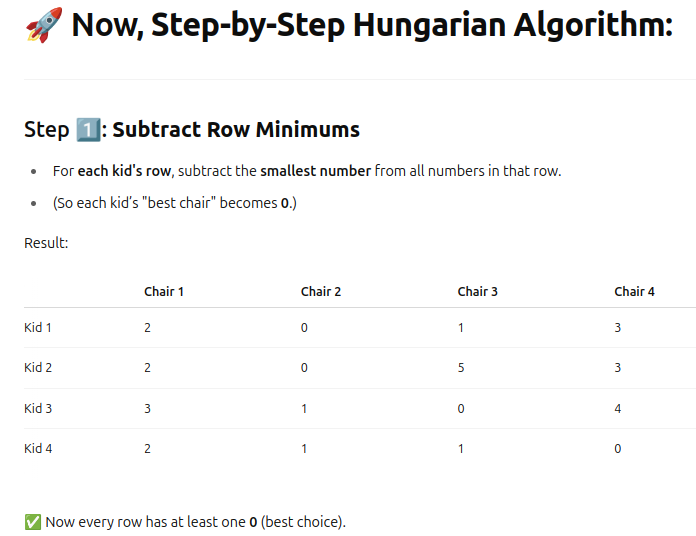 🚀 Now, Step-by-Step Hungarian Algorithm:
Step 1️⃣: Subtract Row Minimums
• For each kid's row, subtract the smallest number from all numbers in that row.
• (So each kid’s "best chair" becomes 0.)
Result:
Chair 1 Chair 2 Chair 3 Chair 4
Kid 1 2 0 1 3
Kid 2 2 0 5 3
Kid 3 3 1 0 4
Kid 4 2 1 1 0
✅ Now every row has at least one 0 (best choice).